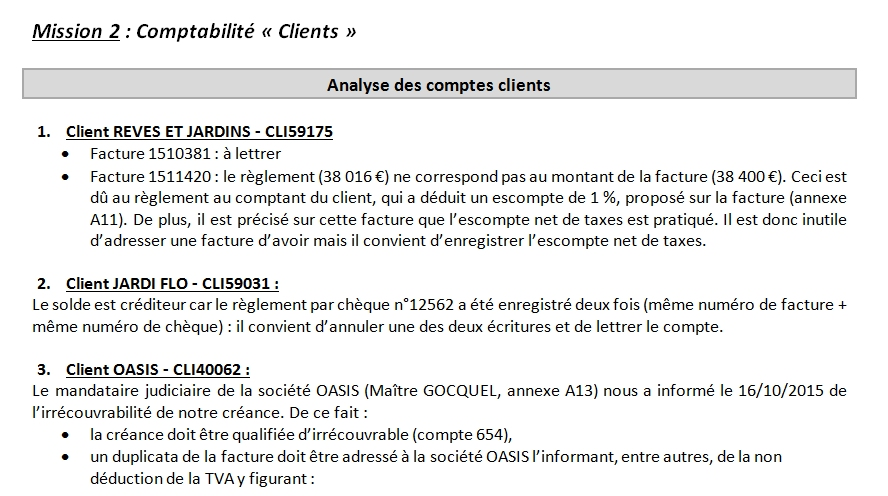 Mission 2 : Comptabilité « Clients »
Analyse des comptes clients
1. Client REVES ET JARDINS - CLI59175
• Facture 1510381 : à lettrer
• Facture 1511420 : le règlement (38 016 €) ne correspond pas au montant de la facture (38 400 €). Ceci est
dû au règlement au comptant du client, qui a déduit un escompte de 1 %, proposé sur la facture (annexe
A11). De plus, il est précisé sur cette facture que l’escompte net de taxes est pratiqué. Il est donc inutile
d’adresser une facture d’avoir mais il convient d’enregistrer l’escompte net de taxes.
2. Client JARDI FLO - CLI59031 :
Le solde est créditeur car le règlement par chèque n°12562 a été enregistré deux fois (même numéro de facture +
même numéro de chèque) : il convient d’annuler une des deux écritures et de lettrer le compte.
3. Client OASIS - CLI40062 :
Le mandataire judiciaire de la société OASIS (Maître GOCQUEL, annexe A13) nous a informé le 16/10/2015 de
l’irrécouvrabilité de notre créance. De ce fait :
• la créance doit être qualifiée d’irrécouvrable (compte 654),
• un duplicata de la facture doit être adressé à la société OASIS l’informant, entre autres, de la non
déduction de la TVA y figurant :